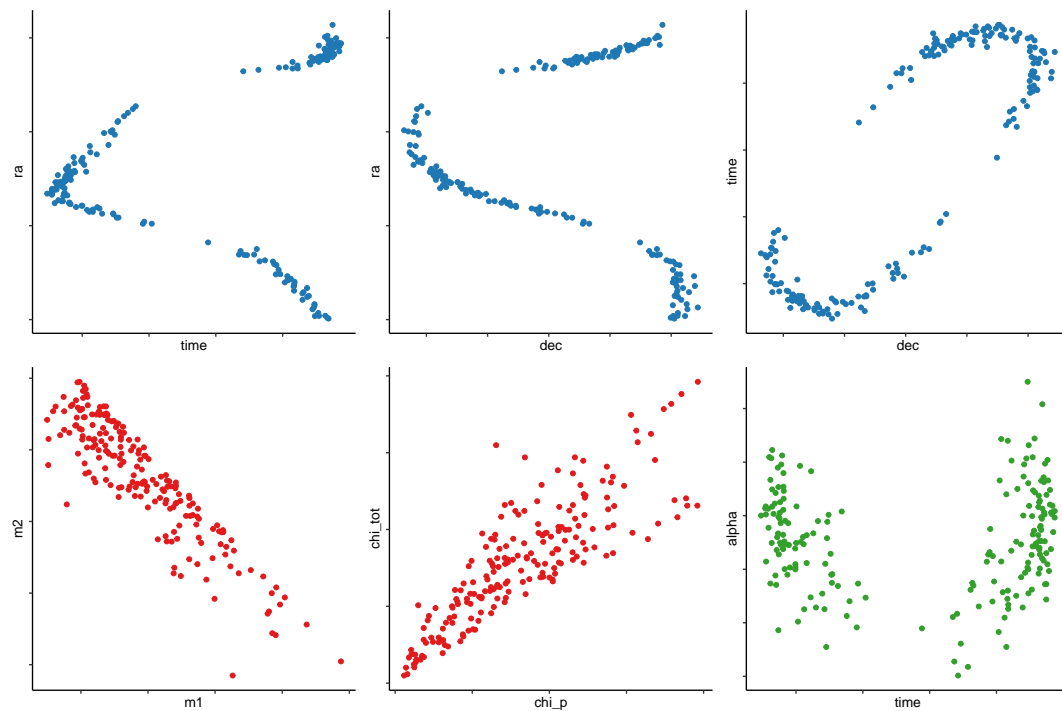 ra
time
ra
dec
time
dec
m2
m1
chi_tot
chi_p
alpha
time